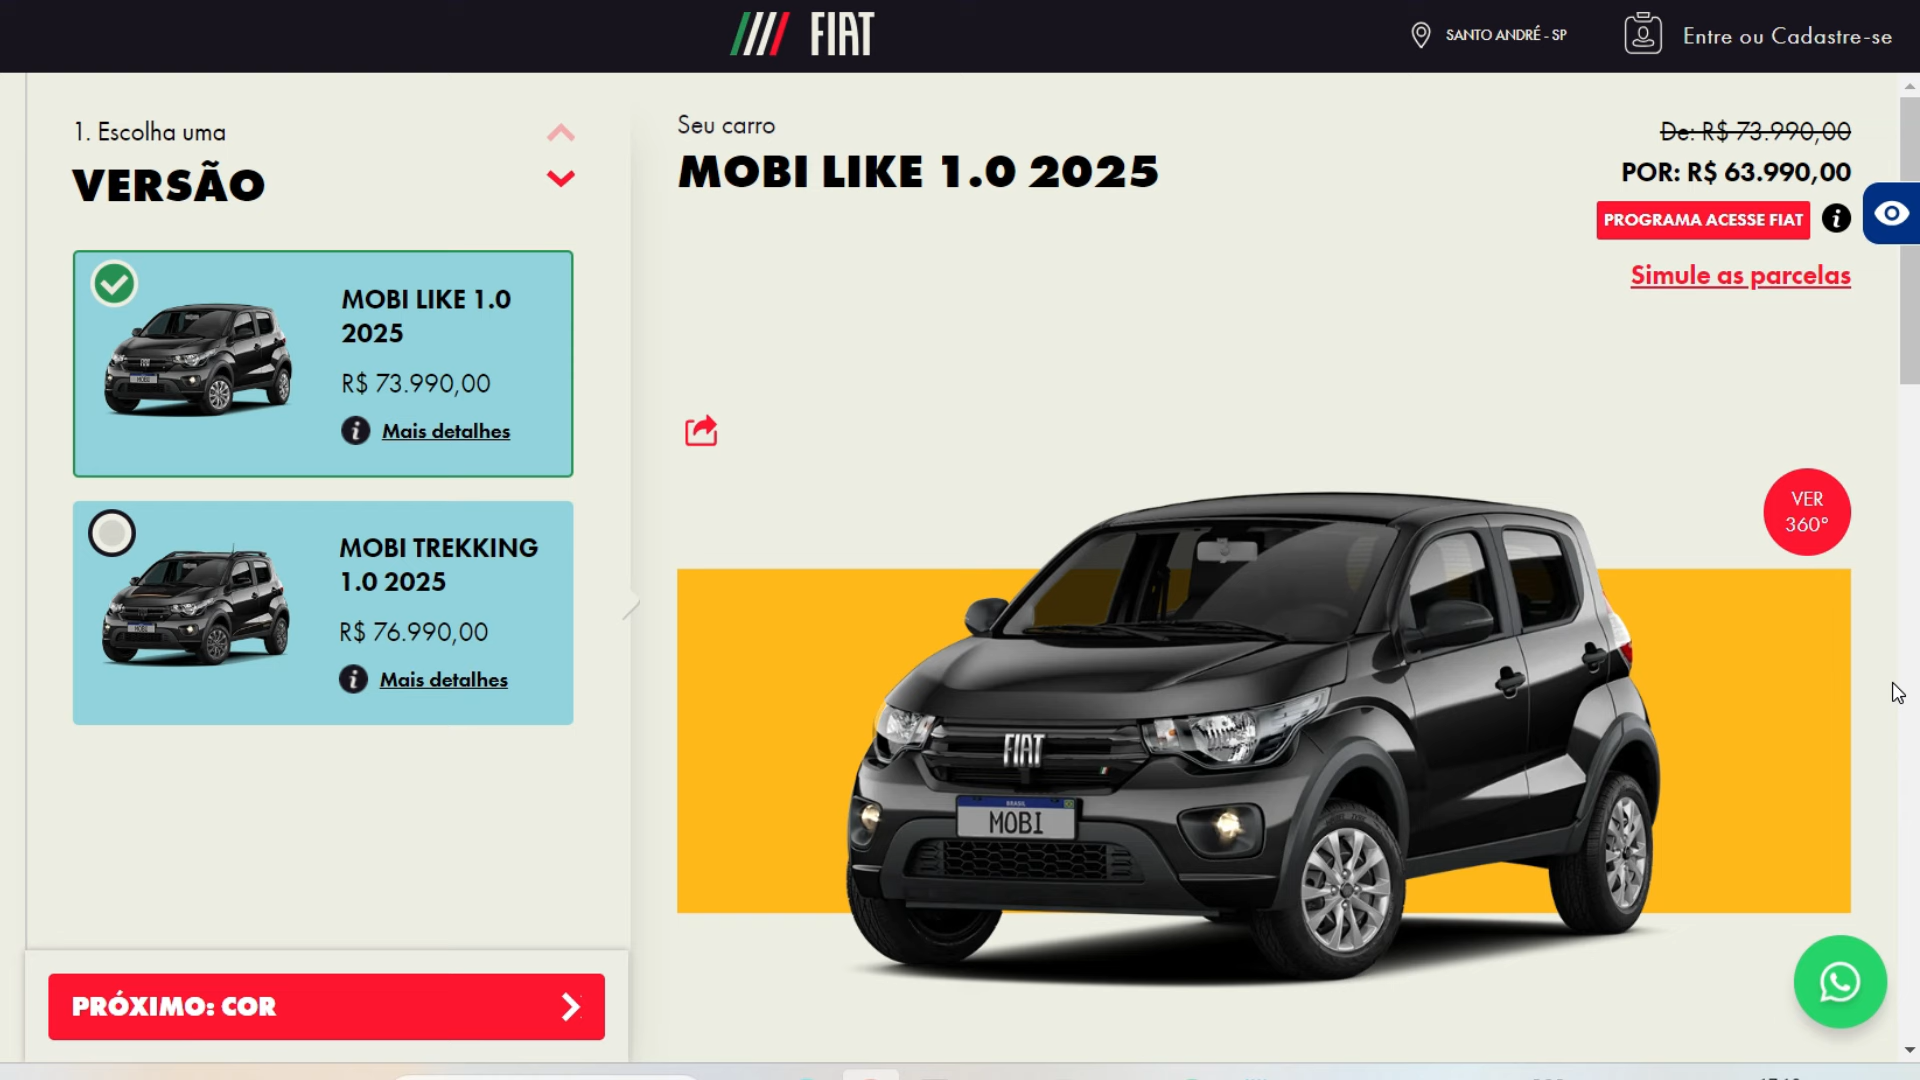 FIAT
SANTO ANDRÉ - SP
Entre ou Cadastre-se
1. Escolha uma
VERSÃO
MOBI LIKE 1.0
2025
R$ 73.990,00
Mais detalhes
MOBI TREKKING
1.0 2025
R$ 76.990,00
Mais detalhes
PRÓXIMO: COR
Seu carro
MOBI LIKE 1.0 2025
De: R$ 73.990,00
POR: R$ 63.990,00
PROGRAMA ACESSE FIAT
Simule as parcelas
VER
360°
FIAT
BRASIL
MOBI